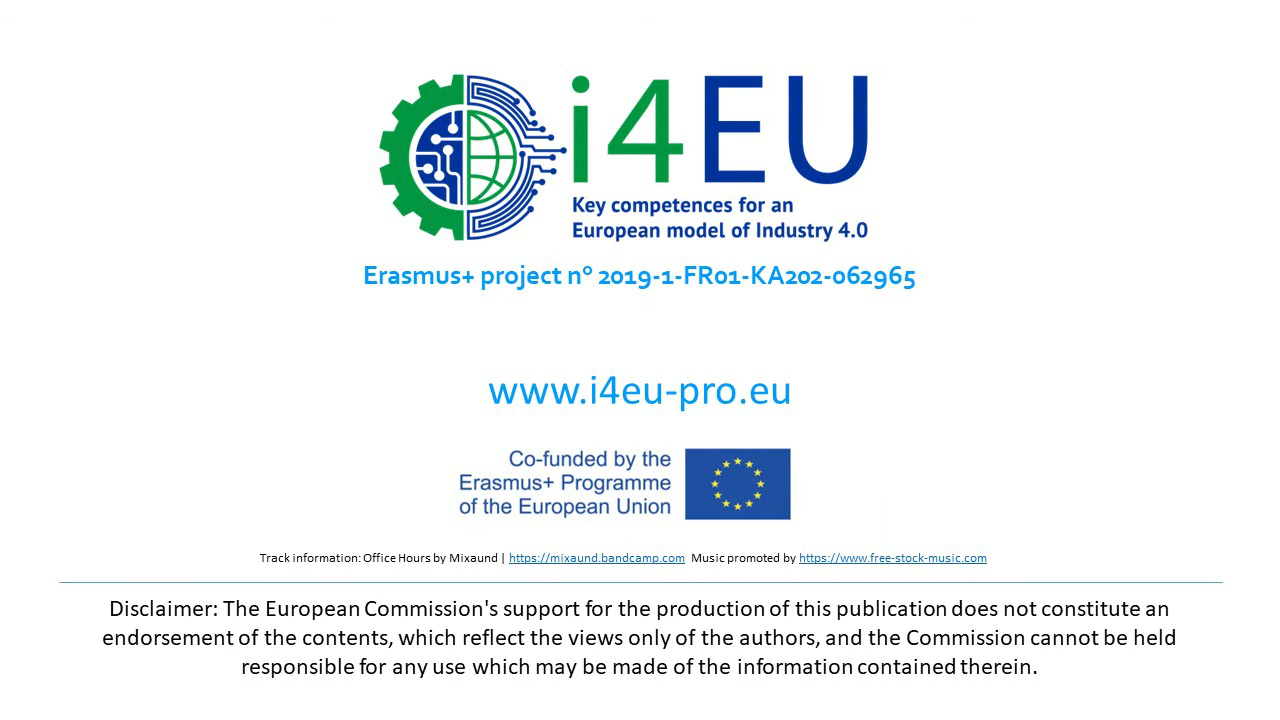 i4EU
Key competences for an
European model of Industry 4.0
Erasmus+ project n° 2019-1-FR01-KA202-062965
www.i4eu-pro.eu
Co-funded by the
Erasmus+ Programme
of the European Union
Track information: Office Hours by Mixaund | https://mixaund.bandcamp.com Music promoted by https://www.free-stock-music.com
Disclaimer: The European Commission's support for the production of this publication does not constitute an
endorsement of the contents, which reflect the views only of the authors, and the Commission cannot be held
responsible for any use which may be made of the information contained therein.